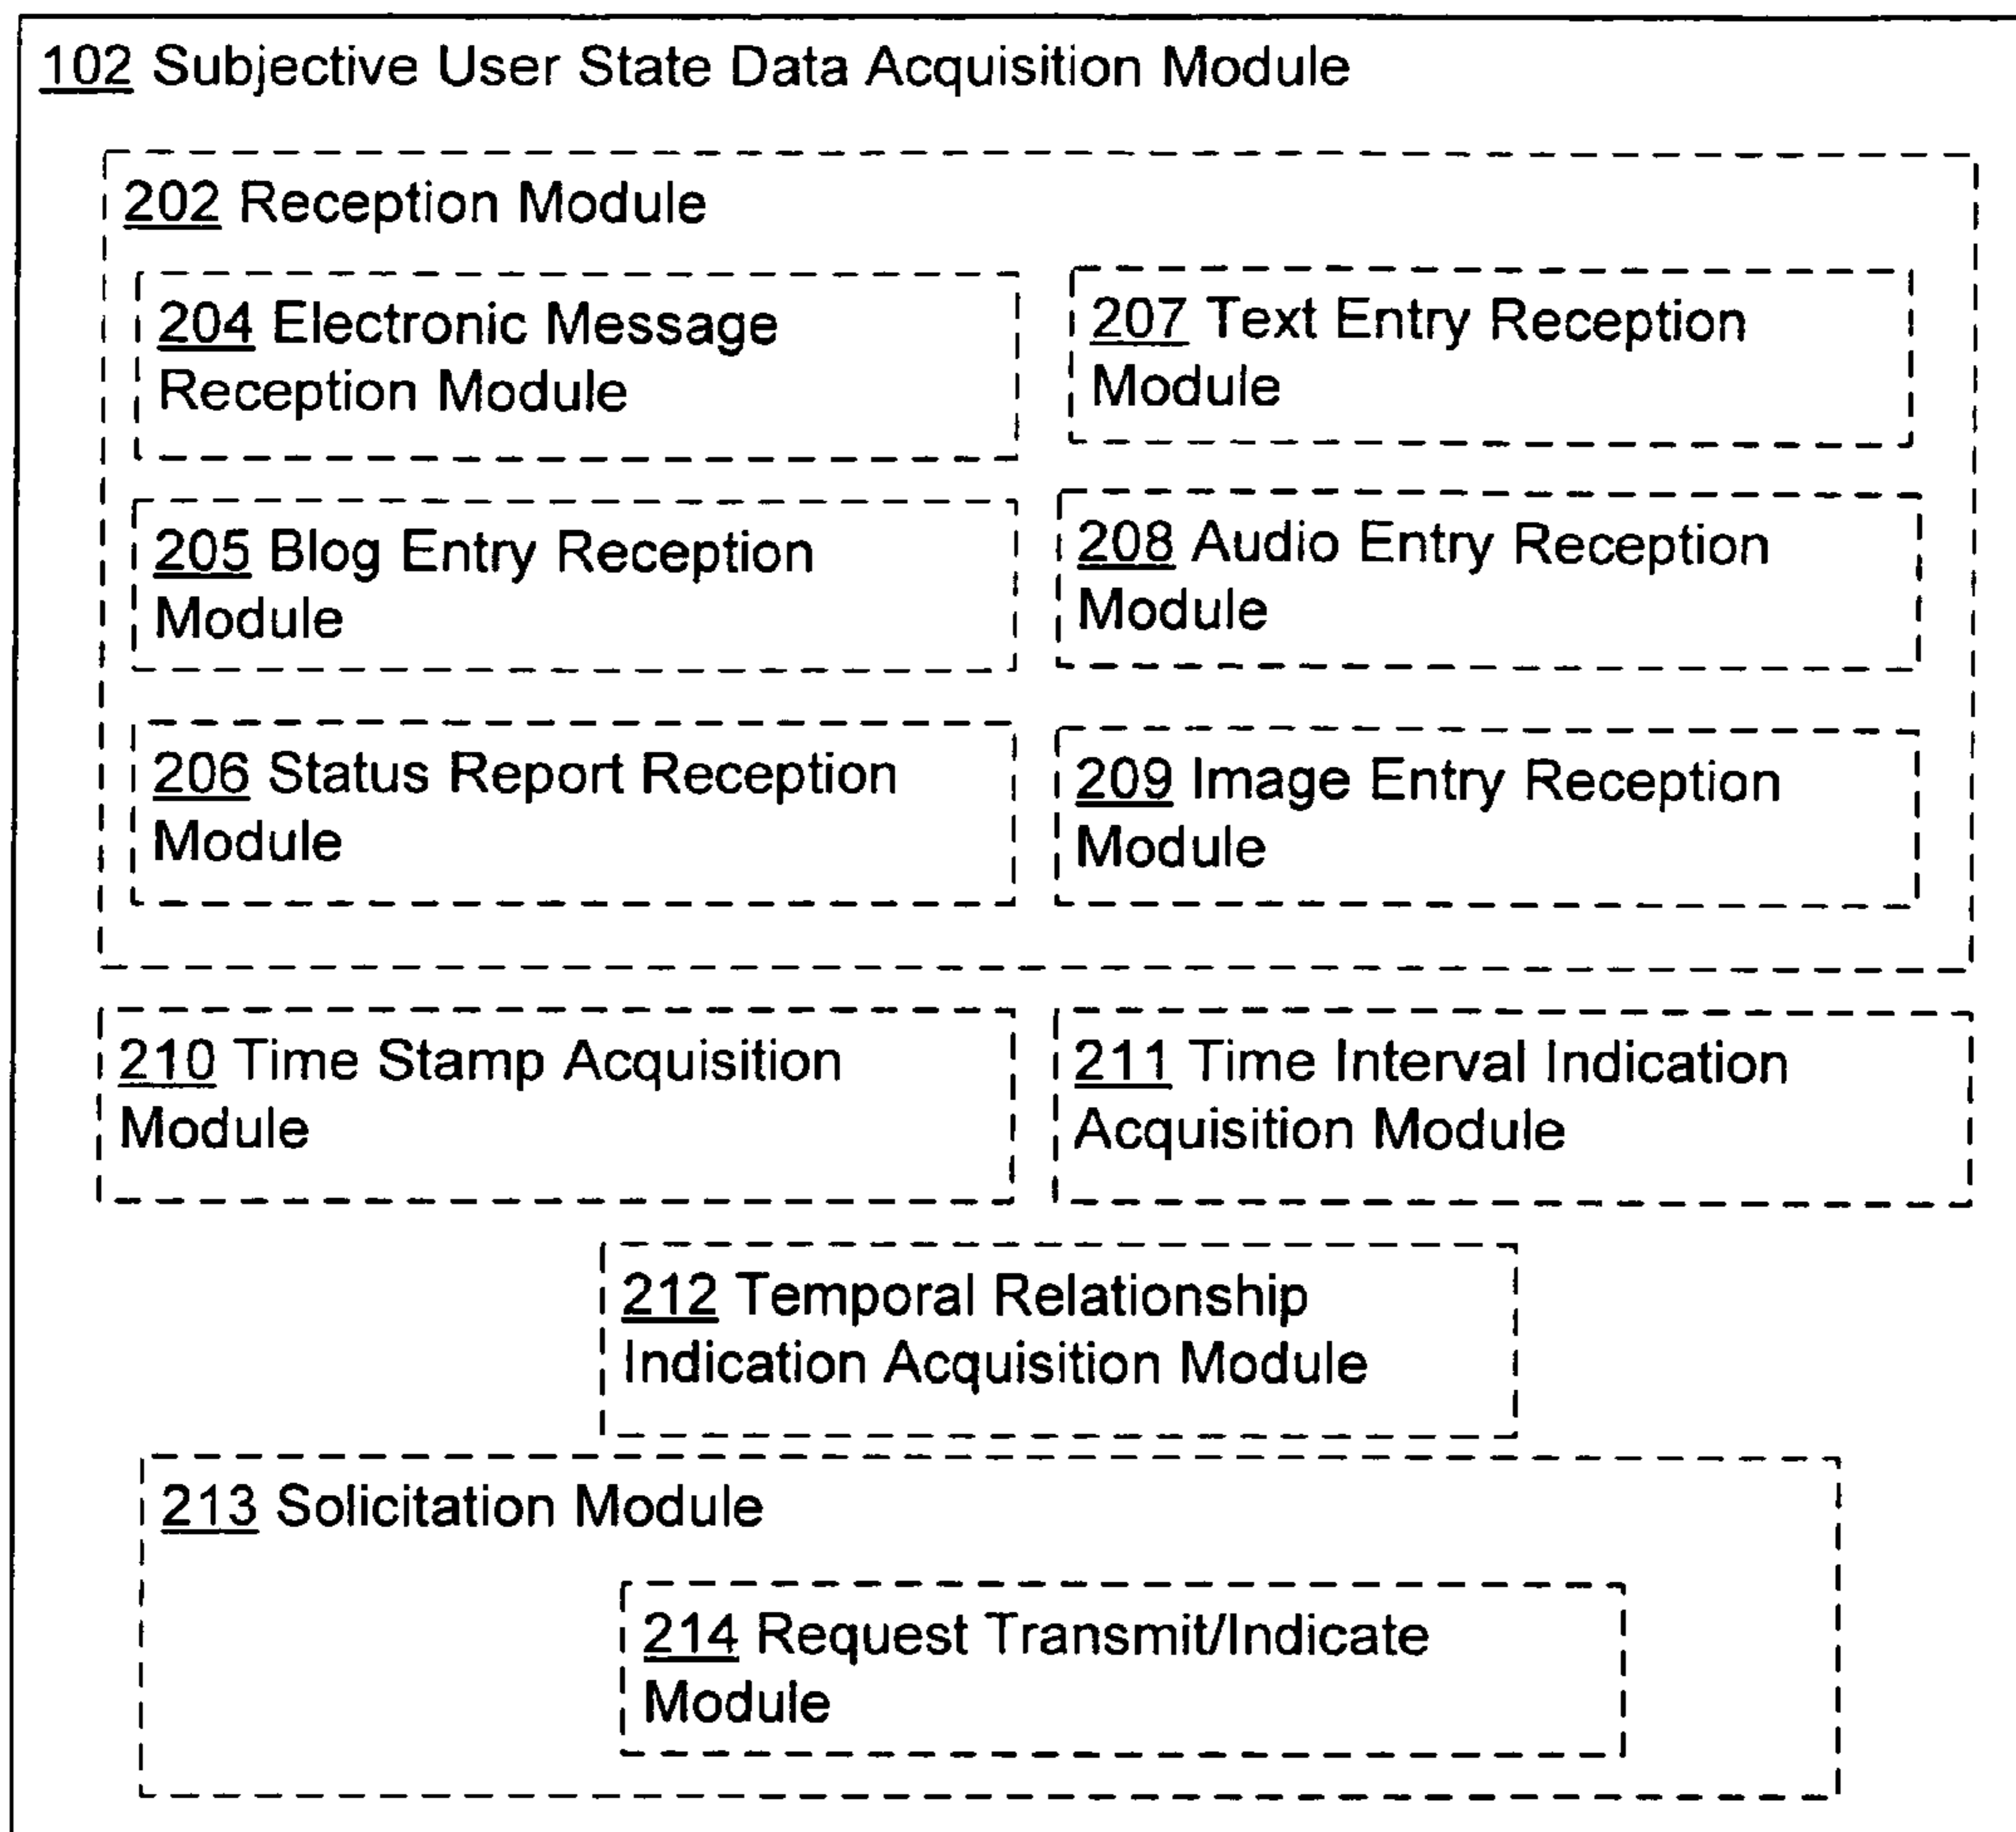 102 Subjective User State Data Acquisition Module
202 Reception Module
204 Electronic Message
Reception Module
207 Text Entry Reception
Module
205 Blog Entry Reception
Module
208 Audio Entry Reception
Module
206 Status Report Reception
Module
209 Image Entry Reception
Module
210 Time Stamp Acquisition
Module
211 Time Interval Indication
Acquisition Module
212 Temporal Relationship
Indication Acquisition Module
213 Solicitation Module
214 Request Transmit/Indicate
Module